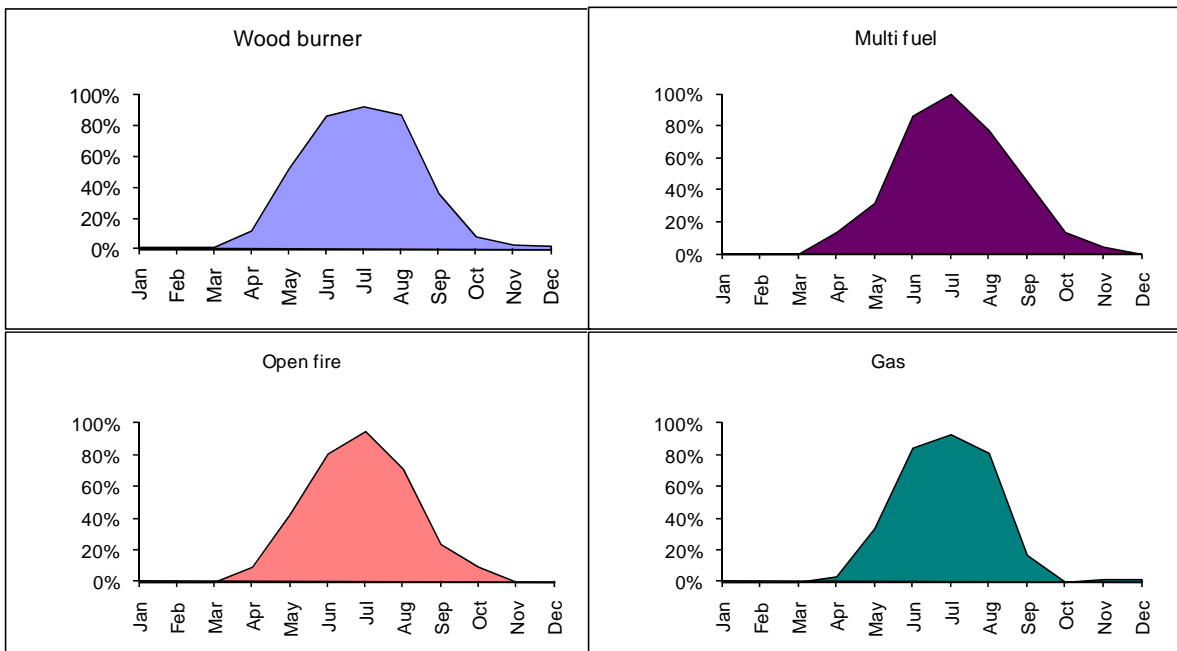 Wood burner
100%
80%
60%
40%
20%
0%
Jan
Feb
Mar
Apr
May
Jun
Jul
Aug
Sep
Oct
Nov
Dec
Multi fuel
100%
80%
60%
40%
20%
0%
Jan
Feb
Mar
Apr
May
Jun
Jul
Aug
Sep
Oct
Nov
Dec
Open fire
100%
80%
60%
40%
20%
0%
Jan
Feb
Mar
Apr
May
Jun
Jul
Aug
Sep
Oct
Nov
Dec
Gas
100%
80%
60%
40%
20%
0%
Jan
Feb
Mar
Apr
May
Jun
Jul
Aug
Sep
Oct
Nov
Dec